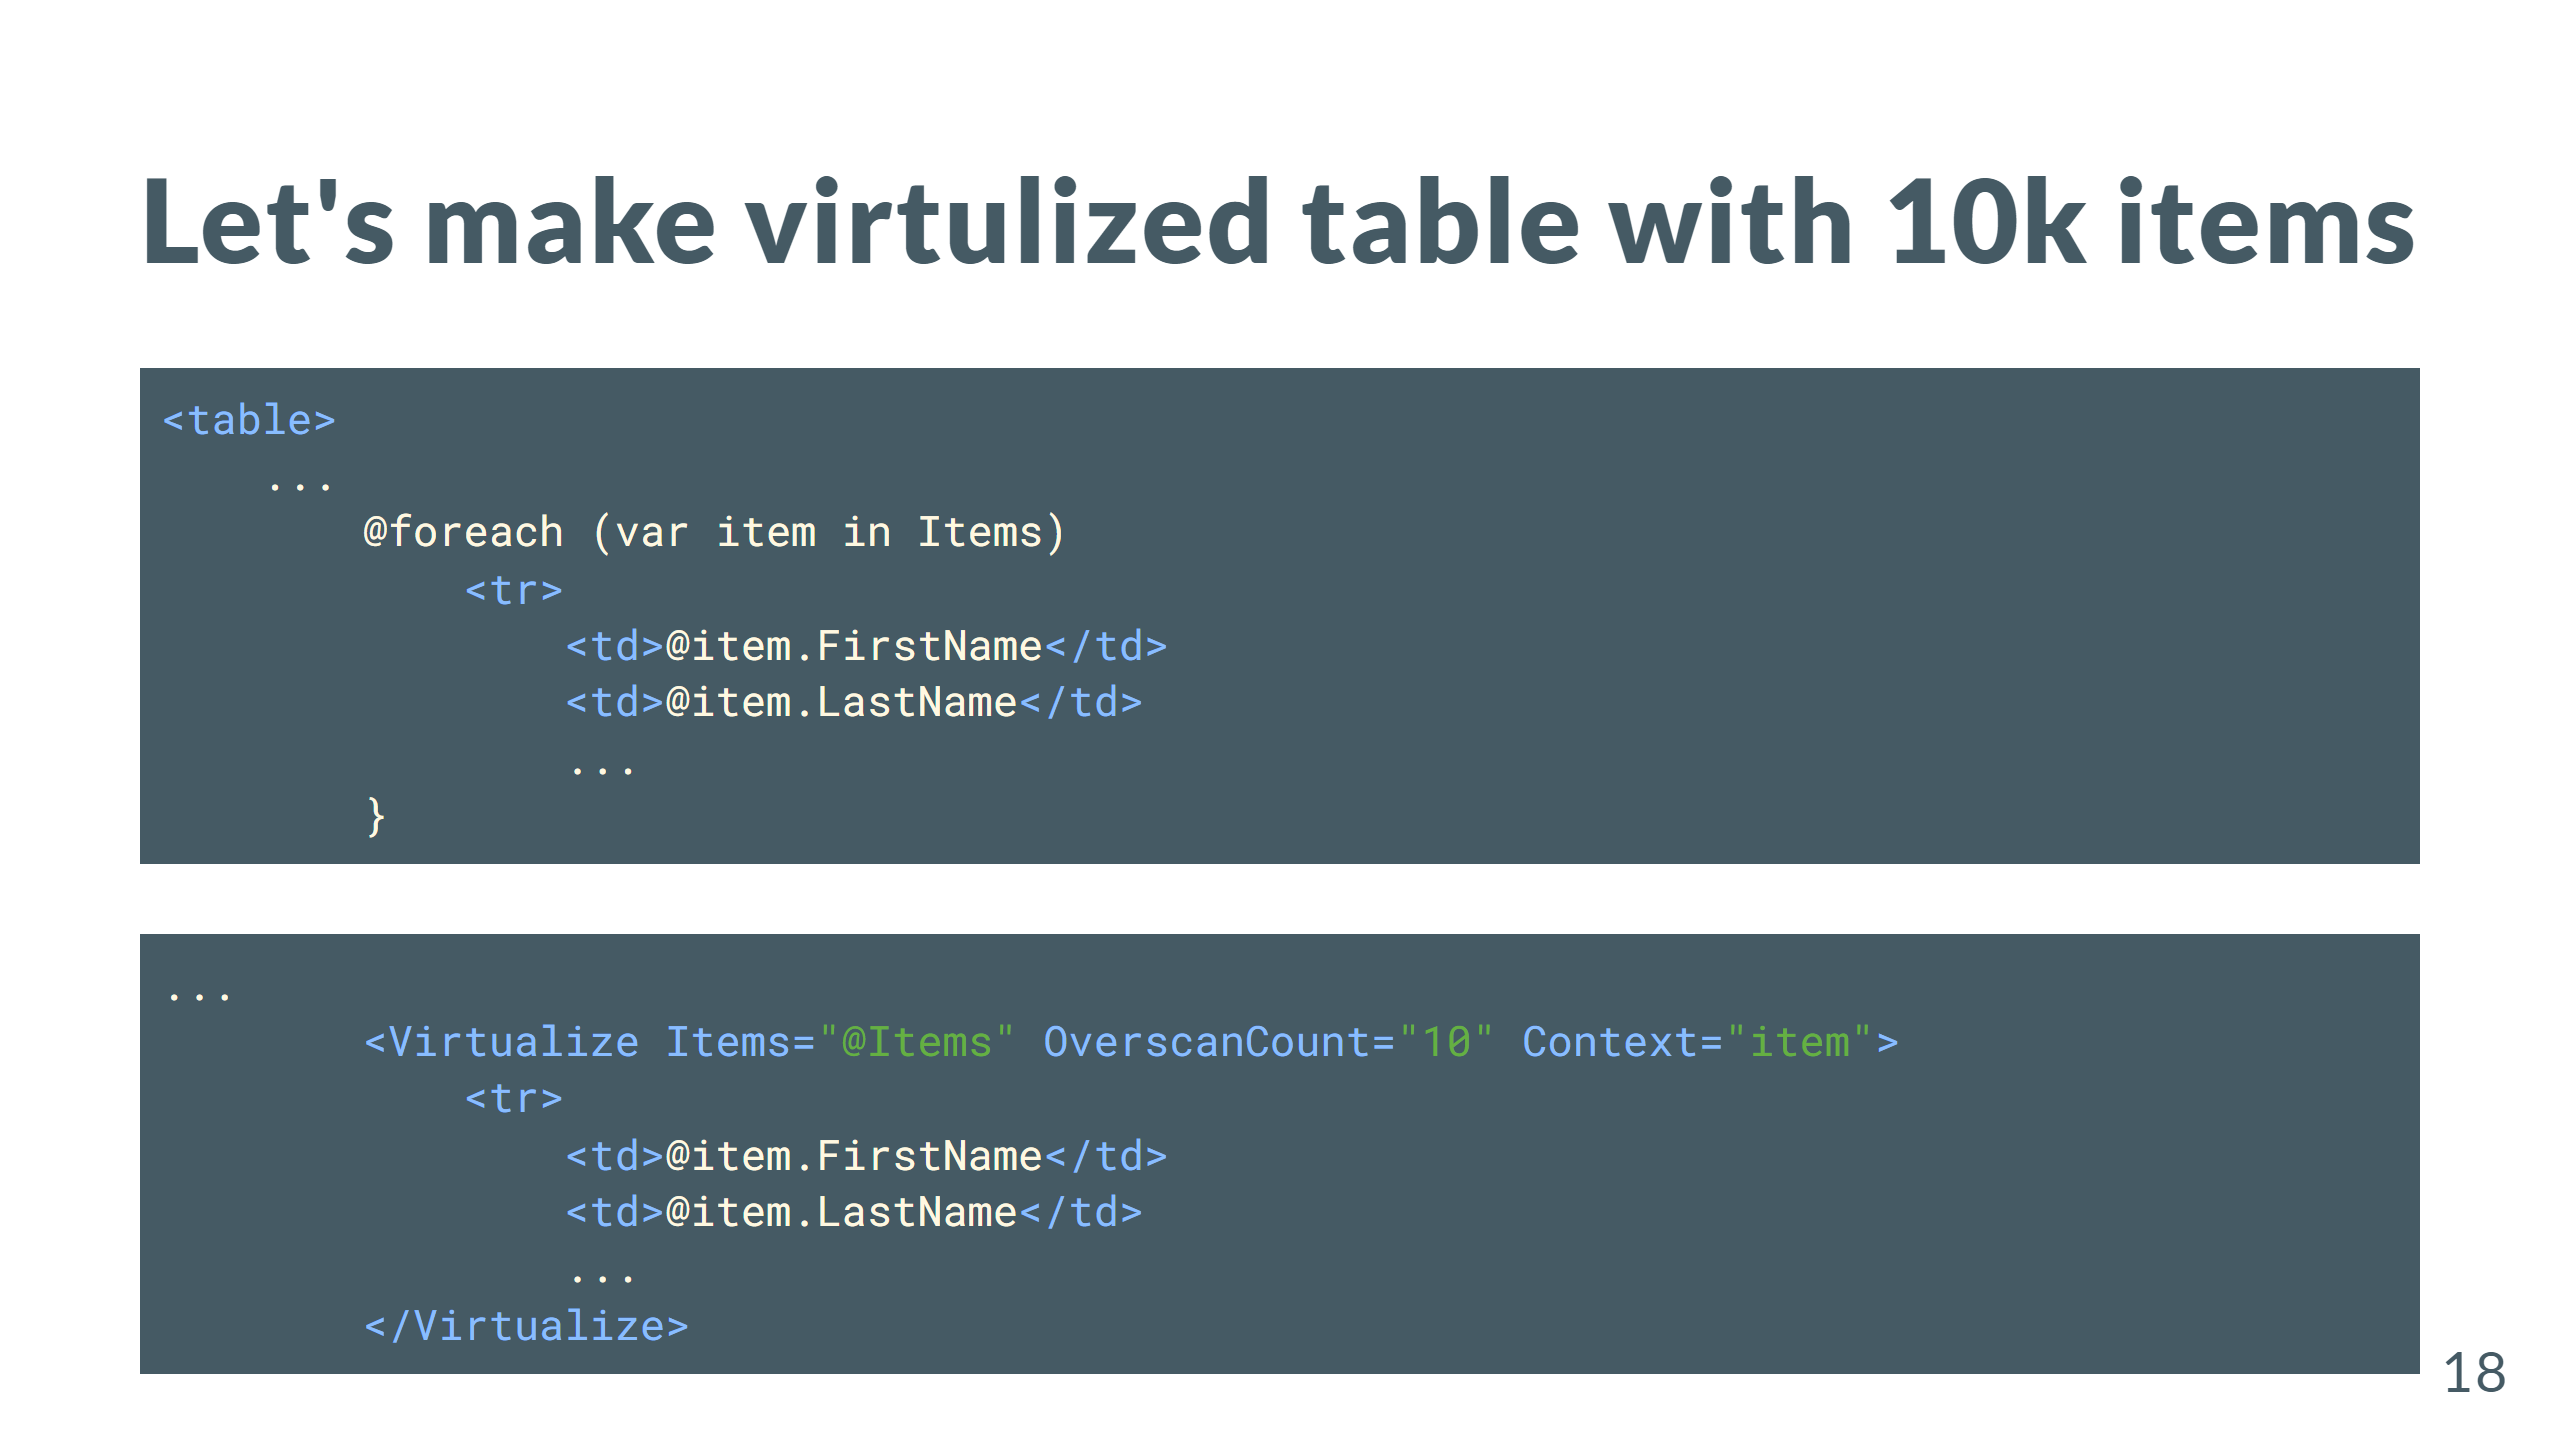 Let's make virtulized table with 10k items
<table>
    ...
        @foreach (var item in Items)
            <tr>
                <td>@item.FirstName</td>
                <td>@item.LastName</td>
                ...
        }
...
        <Virtualize Items="@Items" OverscanCount="10" Context="item">
            <tr>
                <td>@item.FirstName</td>
                <td>@item.LastName</td>
                ...
        </Virtualize>
18